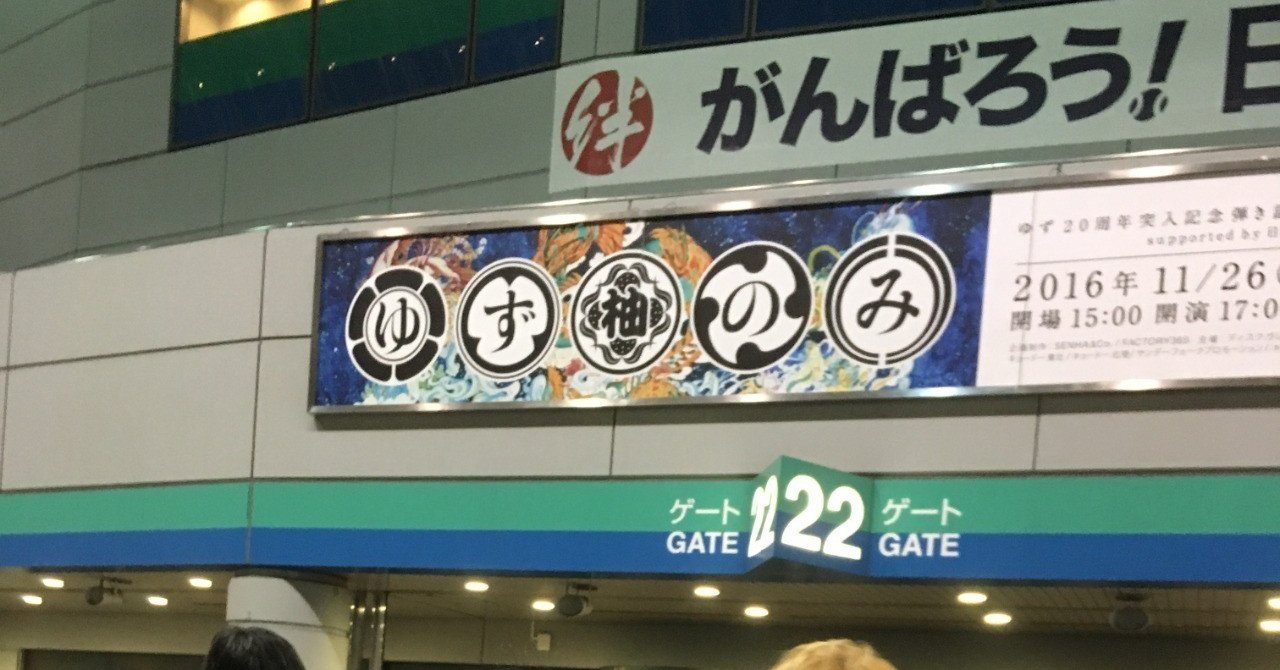 絆 がんばろう!日
ゆず 柚 のみ
ゆず20周年突入記念弾き
supported by
2016年 11/26
開場 15:00 開演 17:0
ゲート 22 22 ゲート
GATE GATE